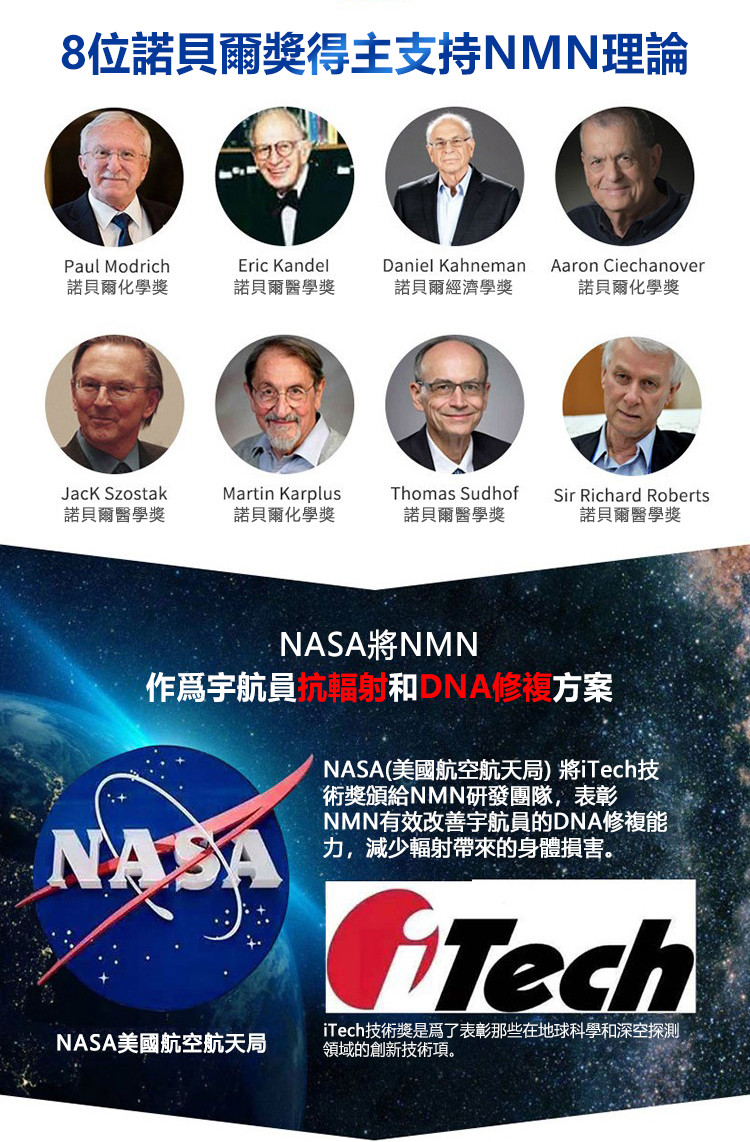 8位諾貝爾獎得主支持NMN理論
Paul Modrich
諾貝爾化學獎
Eric Kandel
諾貝爾醫學獎
Daniel Kahneman
諾貝爾經濟學獎
Aaron Ciechanover
諾貝爾化學獎
JacK Szostak
諾貝爾醫學獎
Martin Karplus
諾貝爾化學獎
Thomas Sudhof
諾貝爾醫學獎
Sir Richard Roberts
諾貝爾醫學獎
NASA將NMN
作爲宇航員抗輻射和DNA修複方案
NASA
NASA美國航空航天局
NASA(美國航空航天局) 將iTech技
術獎頒給NMN研發團隊，表彰
NMN有效改善宇航員的DNA修複能
力，減少輻射帶來的身體損害。
iTech
iTech技術獎是爲了表彰那些在地球科學和深空探測
領域的創新技術項。